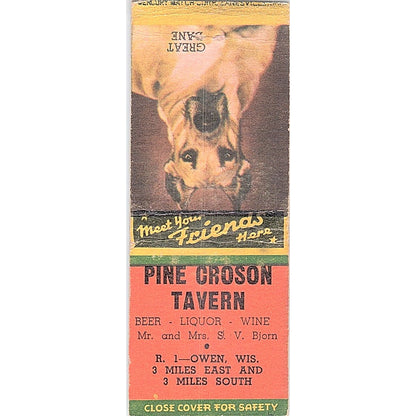 GREAT
DANE
Meet Your
Friends
Here
PINE CROSON
TAVERN
BEER - LIQUOR - WINE
Mr. and Mrs. S. V. Bjorn
R. 1—OWEN, WIS.
3 MILES EAST AND
3 MILES SOUTH
CLOSE COVER FOR SAFETY